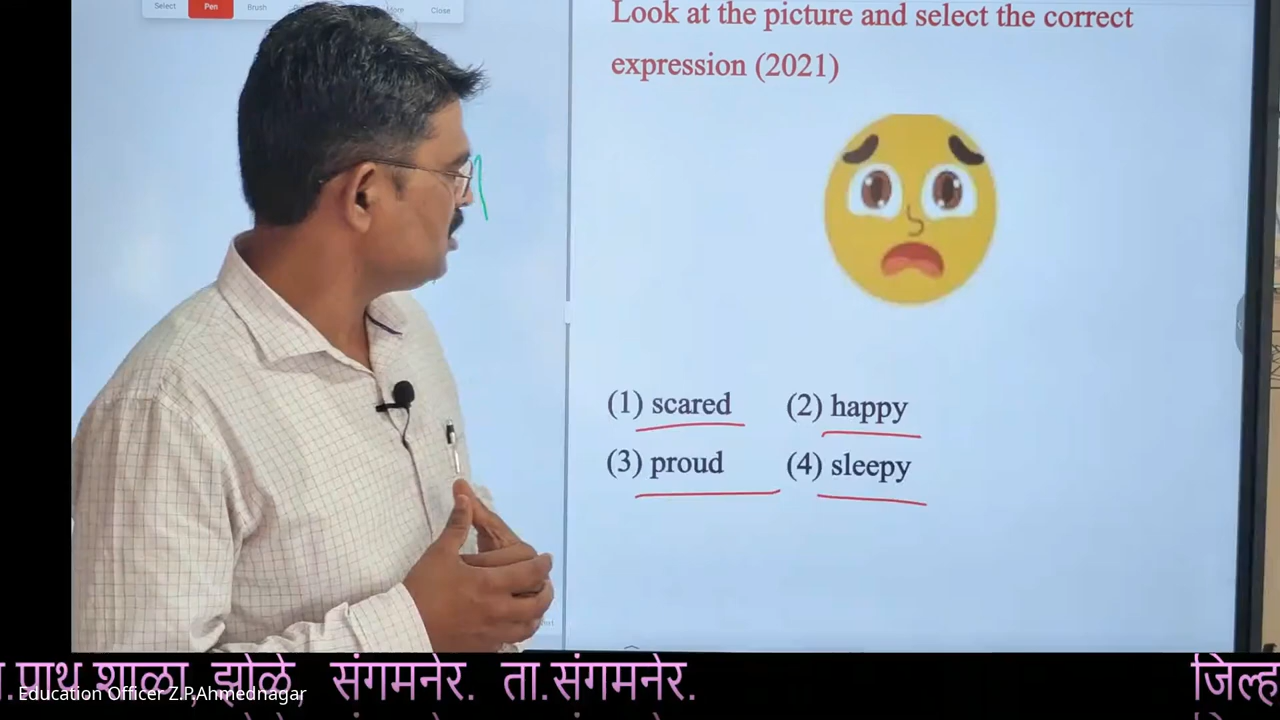 Select Pen Brush More Close
Look at the picture and select the correct
expression (2021)
(1) scared (2) happy
(3) proud (4) sleepy
शाळा, झोळे, संगमनेर. ता.संगमनेर. जिल्ह
Education Officer Z.P.Ahmednagar